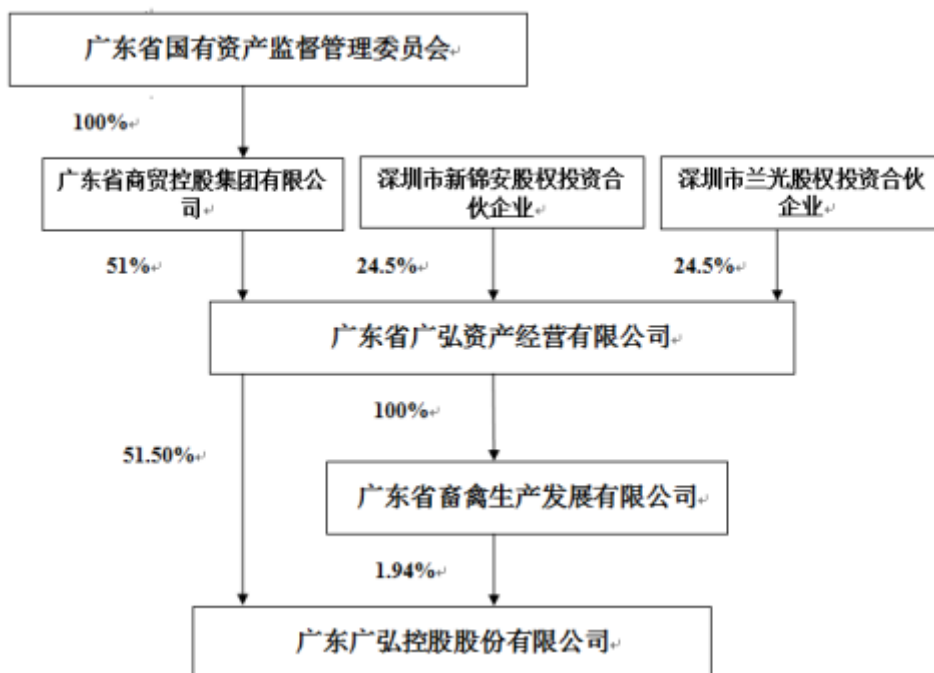 广东省国有资产监督管理委员会
100%
广东省商贸控股集团有限公
司
深圳市新锦安股权投资合
伙企业
深圳市兰光股权投资合伙
企业
51%
24.5%
24.5%
广东省广弘资产经营有限公司
100%
51.50%
广东省畜禽生产发展有限公司
1.94%
广东广弘控股股份有限公司